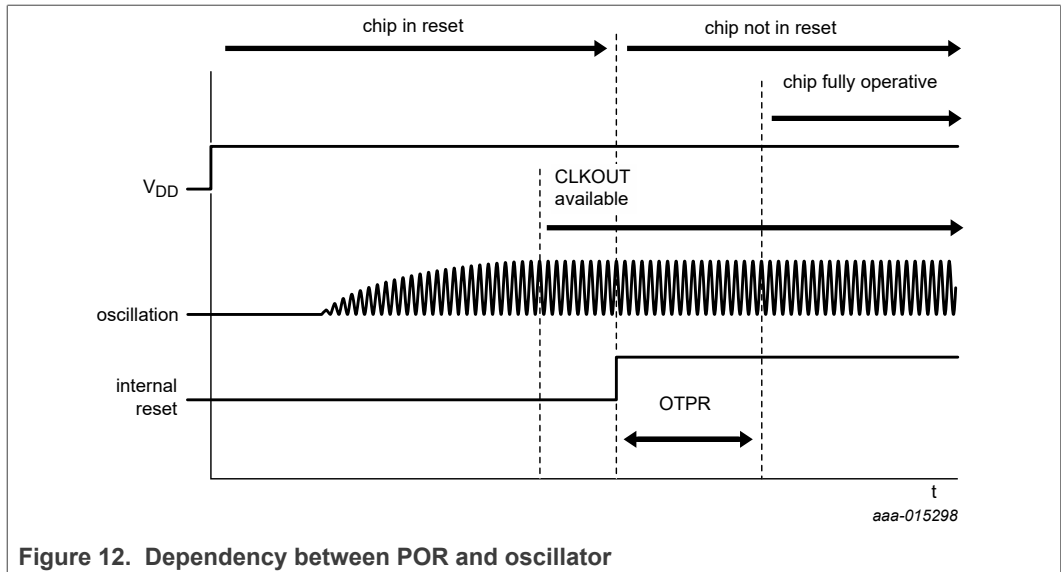 chip in reset
chip not in reset
chip fully operative
VDD
CLKOUT
available
oscillation
internal
reset
OTPR
t
aaa-015298
Figure 12. Dependency between POR and oscillator